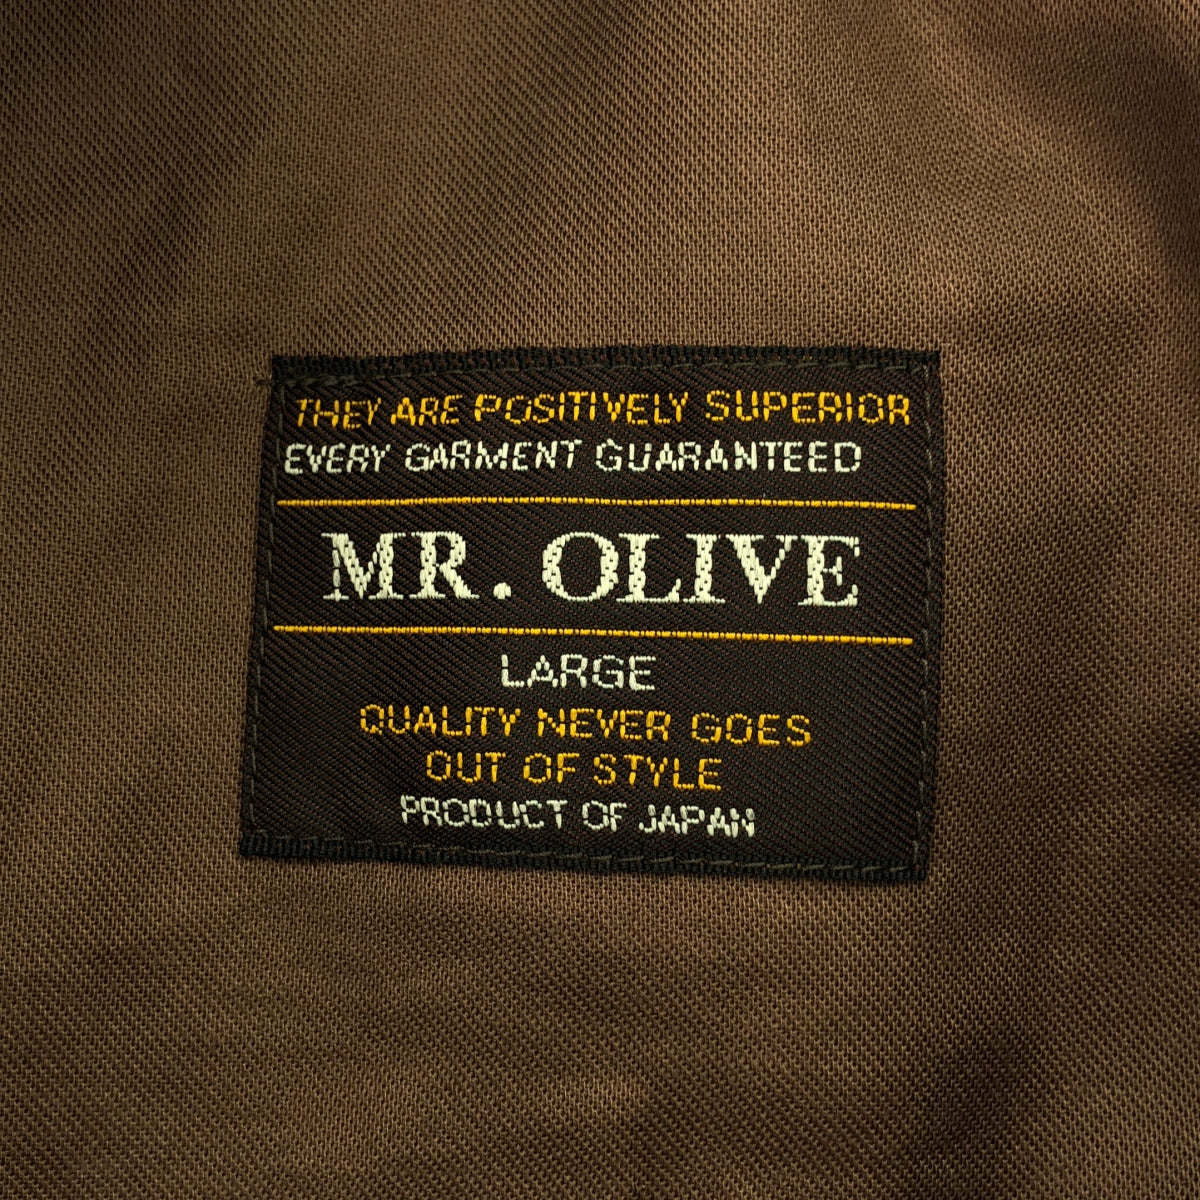 THEY ARE POSITIVELY SUPERIOR
EVERY GARMENT GUARANTEED
MR. OLIVE
LARGE
QUALITY NEVER GOES
OUT OF STYLE
PRODUCT OF JAPAN